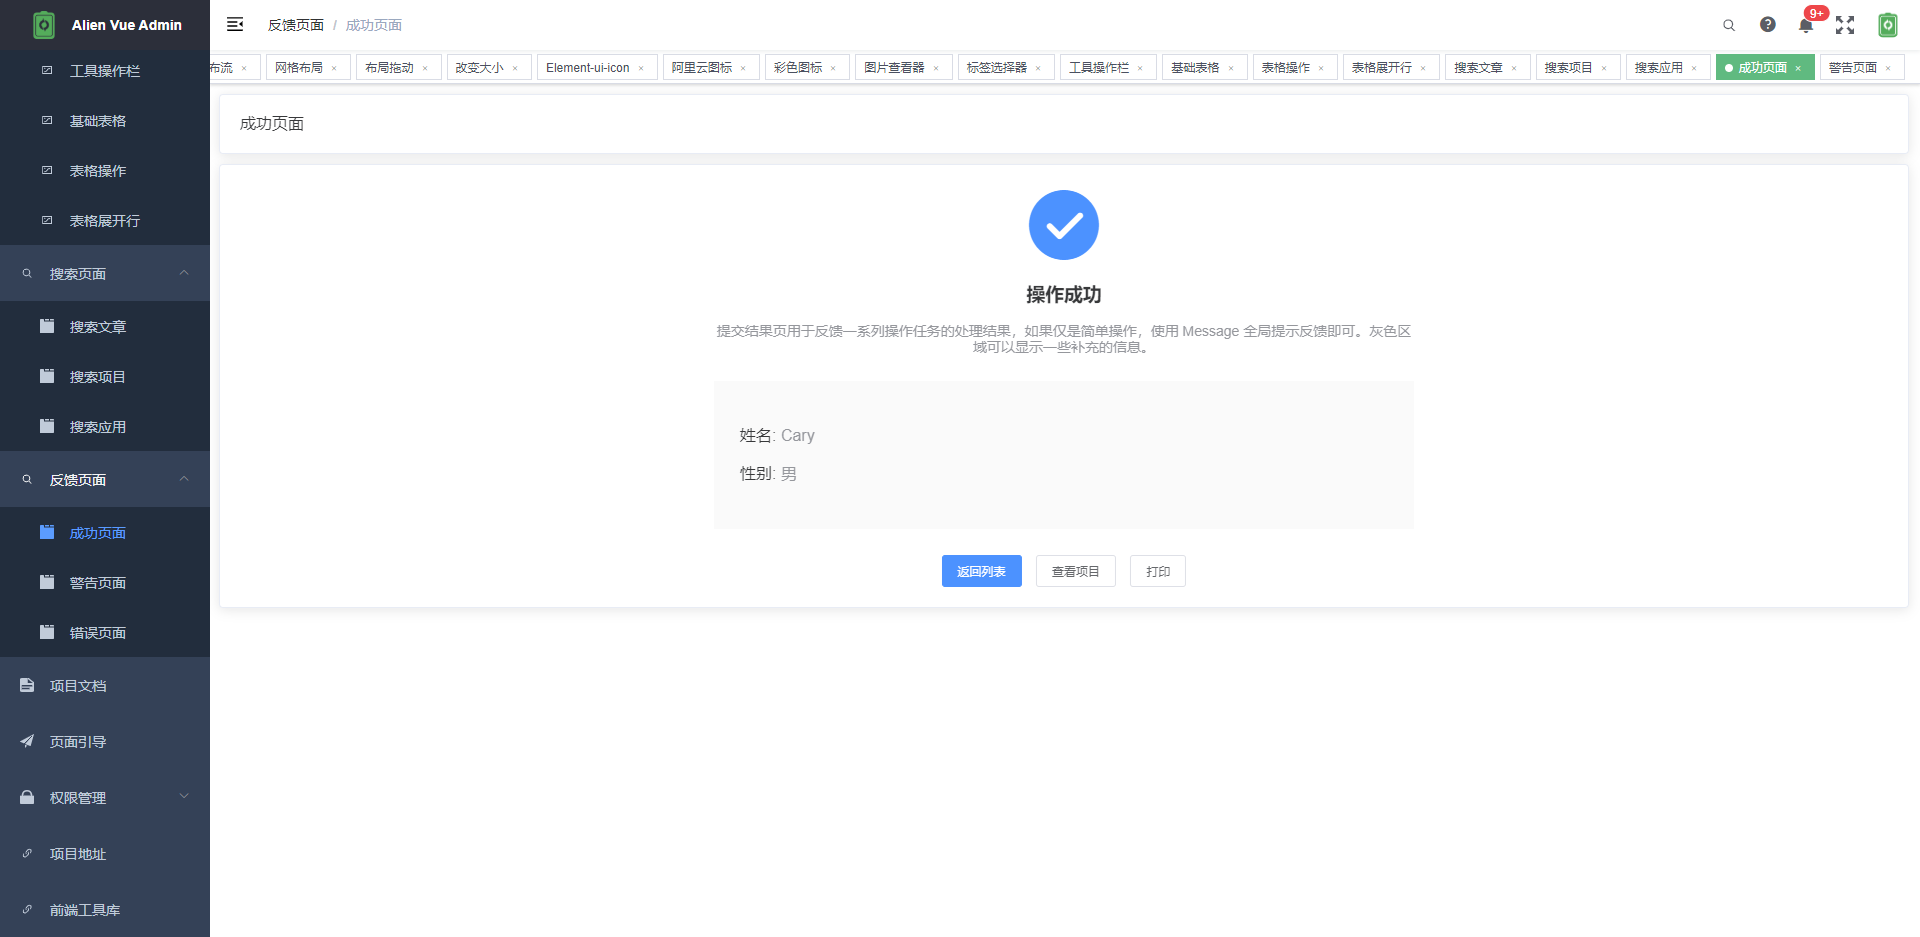 Alien Vue Admin
反馈页面 / 成功页面
9+
布流 ×
网格布局 ×
布局拖动 ×
改变大小 ×
Element-ui-icon ×
阿里云图标 ×
彩色图标 ×
图片查看器 ×
标签选择器 ×
工具操作栏 ×
基础表格 ×
表格操作 ×
表格展开行 ×
搜索文章 ×
搜索项目 ×
搜索应用 ×
成功页面 ×
警告页面 ×
工具操作栏
基础表格
表格操作
表格展开行
搜索页面
搜索文章
搜索项目
搜索应用
反馈页面
成功页面
警告页面
错误页面
项目文档
页面引导
权限管理
项目地址
前端工具库
成功页面
操作成功
提交结果页用于反馈一系列操作任务的处理结果，如果仅是简单操作，使用 Message 全局提示反馈即可。灰色区
域可以显示一些补充的信息。
姓名: Cary
性别: 男
返回列表
查看项目
打印